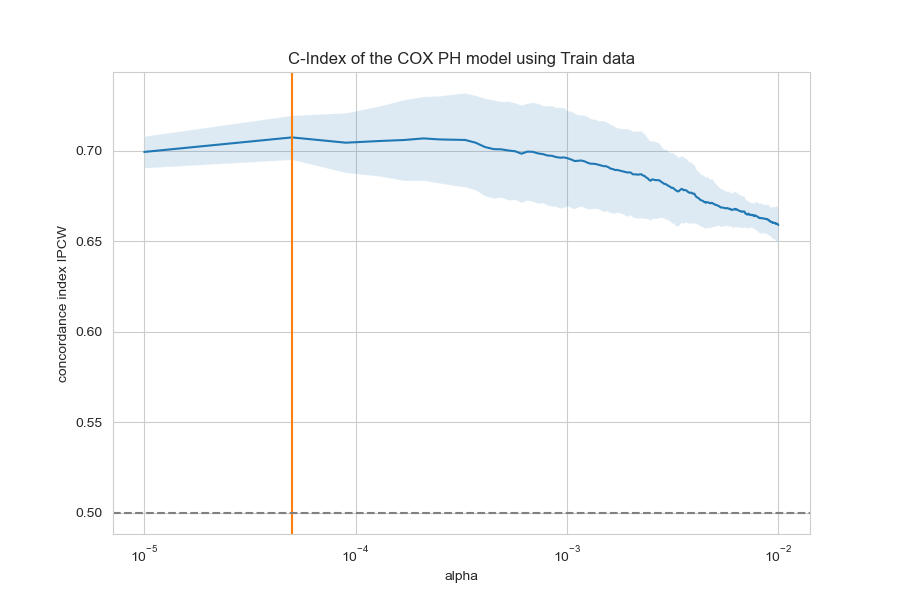 C-Index of the COX PH model using Train data
concordance index IPCW
0.70
0.65
0.60
0.55
0.50
10⁻⁵ 10⁻⁴ 10⁻³ 10⁻²
alpha